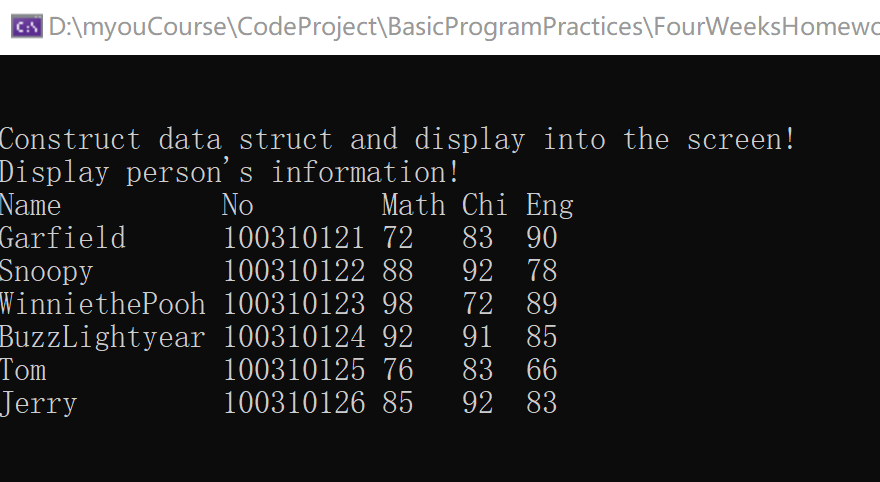 D:\myouCourse\CodeProject\BasicProgramPractices\FourWeeksHomewo
Construct data struct and display into the screen!
Display person's information!
Name No Math Chi Eng
Garfield 100310121 72 83 90
Snoopy 100310122 88 92 78
WinniethePooh 100310123 98 72 89
BuzzLightyear 100310124 92 91 85
Tom 100310125 76 83 66
Jerry 100310126 85 92 83